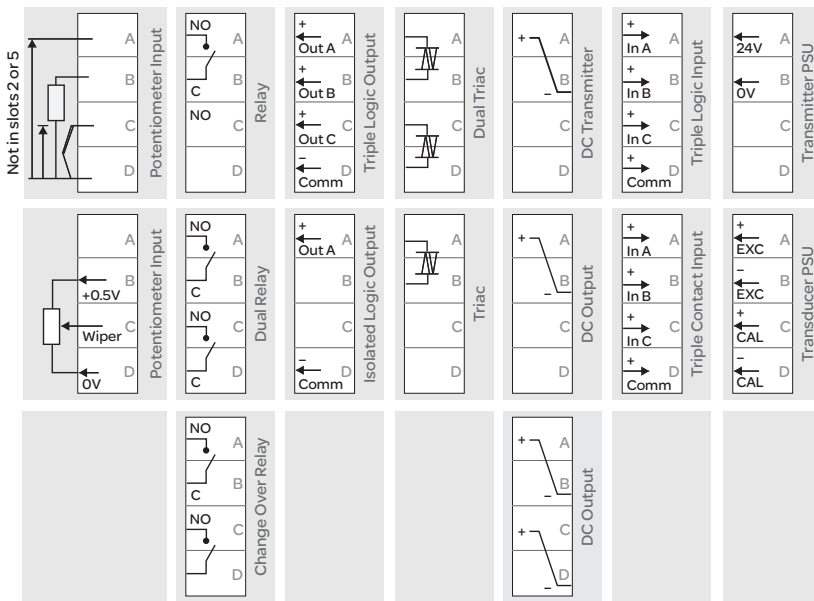 Not in slots 2 or 5
A
B
C
D
Potentiometer Input
NO
A
B
C
NO
C
D
Relay
+
A
Out A
+
B
Out B
+
C
Out C
−
D
Comm
Triple Logic Output
A
B
C
D
Dual Triac
+
A
B
−
C
D
DC Transmitter
+
A
In A
+
B
In B
+
C
In C
+
D
Comm
Triple Logic Input
A
24V
B
0V
C
D
Transmitter PSU
A
B
+0.5V
C
Wiper
D
0V
Potentiometer Input
NO
A
B
C
NO
C
D
C
Dual Relay
+
A
Out A
B
C
−
D
Comm
Isolated Logic Output
A
B
C
D
Triac
+
A
B
−
C
D
DC Output
+
A
In A
+
B
In B
+
C
In C
+
D
Comm
Triple Contact Input
+
A
EXC
−
B
EXC
+
C
CAL
−
D
CAL
Transducer PSU
NO
A
B
C
NO
C
D
Change Over Relay
+
A
B
−
+
C
D
−
DC Output